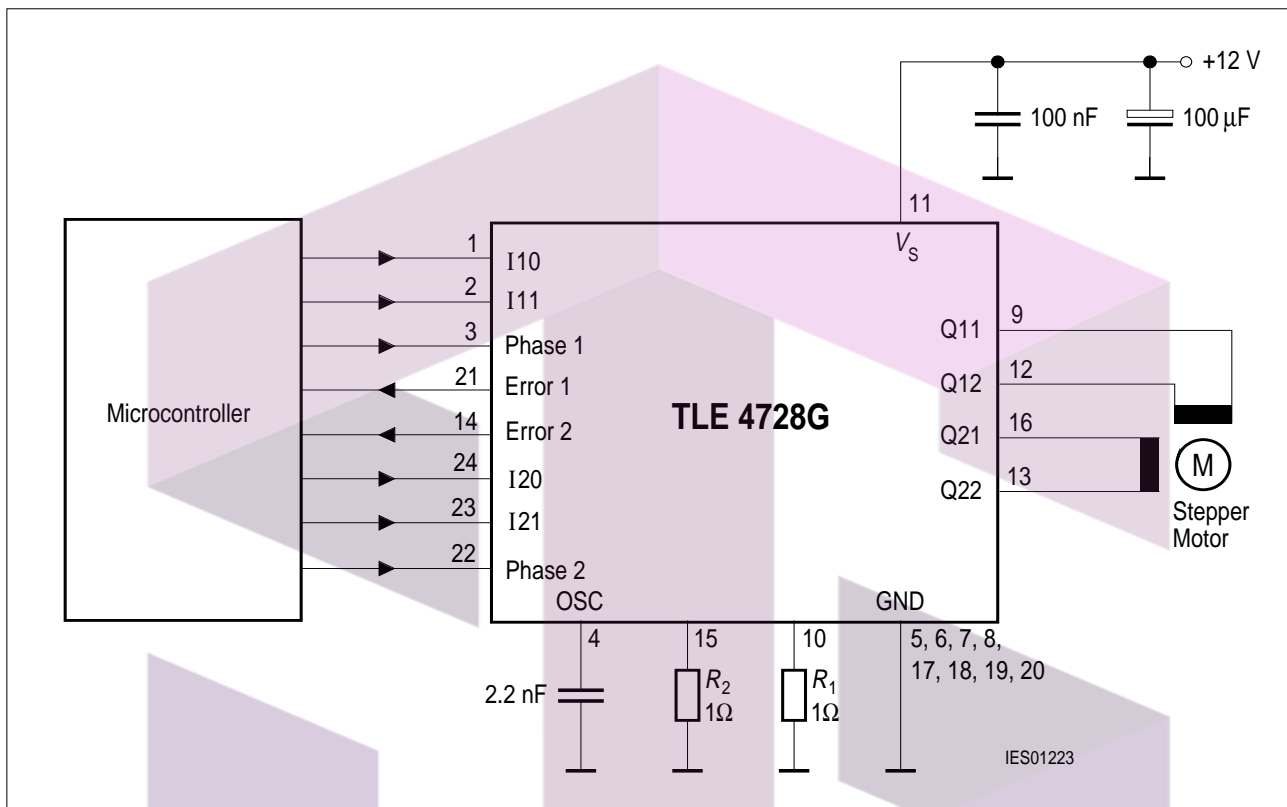 +12 V
100 nF
100 µF
11
VS
Microcontroller
1
I10
2
I11
3
Phase 1
21
Error 1
14
Error 2
24
I20
23
I21
22
Phase 2
TLE 4728G
Q11
9
Q12
12
Q21
16
Q22
13
M
Stepper
Motor
OSC
GND
4
15
10
5, 6, 7, 8,
17, 18, 19, 20
2.2 nF
R2
1Ω
R1
1Ω
IES01223